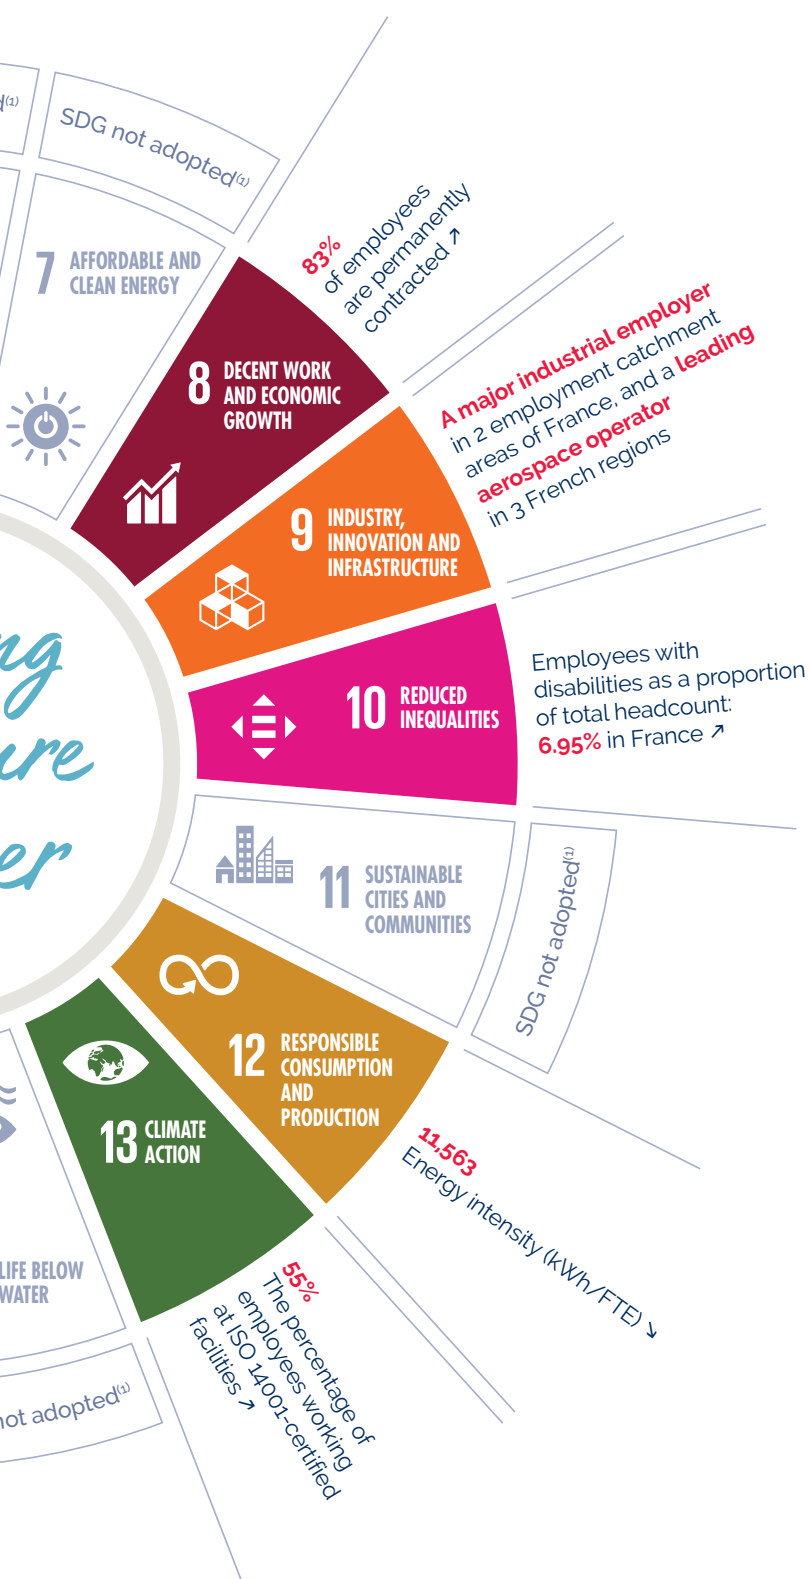 SDG not adopted(1)
7 AFFORDABLE AND
CLEAN ENERGY
83%
of employees
are permanently
contracted ↗
8 DECENT WORK
AND ECONOMIC
GROWTH
A major industrial employer
in 2 employment catchment
areas of France, and a leading
aerospace operator
in 3 French regions
9 INDUSTRY,
INNOVATION AND
INFRASTRUCTURE
Employees with
disabilities as a proportion
of total headcount:
6.95% in France ↗
10 REDUCED
INEQUALITIES
11 SUSTAINABLE
CITIES AND
COMMUNITIES
SDG not adopted(1)
12 RESPONSIBLE
CONSUMPTION
AND
PRODUCTION
11,563
Energy intensity (kWh/FTE) ↘
13 CLIMATE
ACTION
55%
The percentage of
employees working
at ISO 14001-certified
facilities ↗
LIFE BELOW
WATER
not adopted(1)